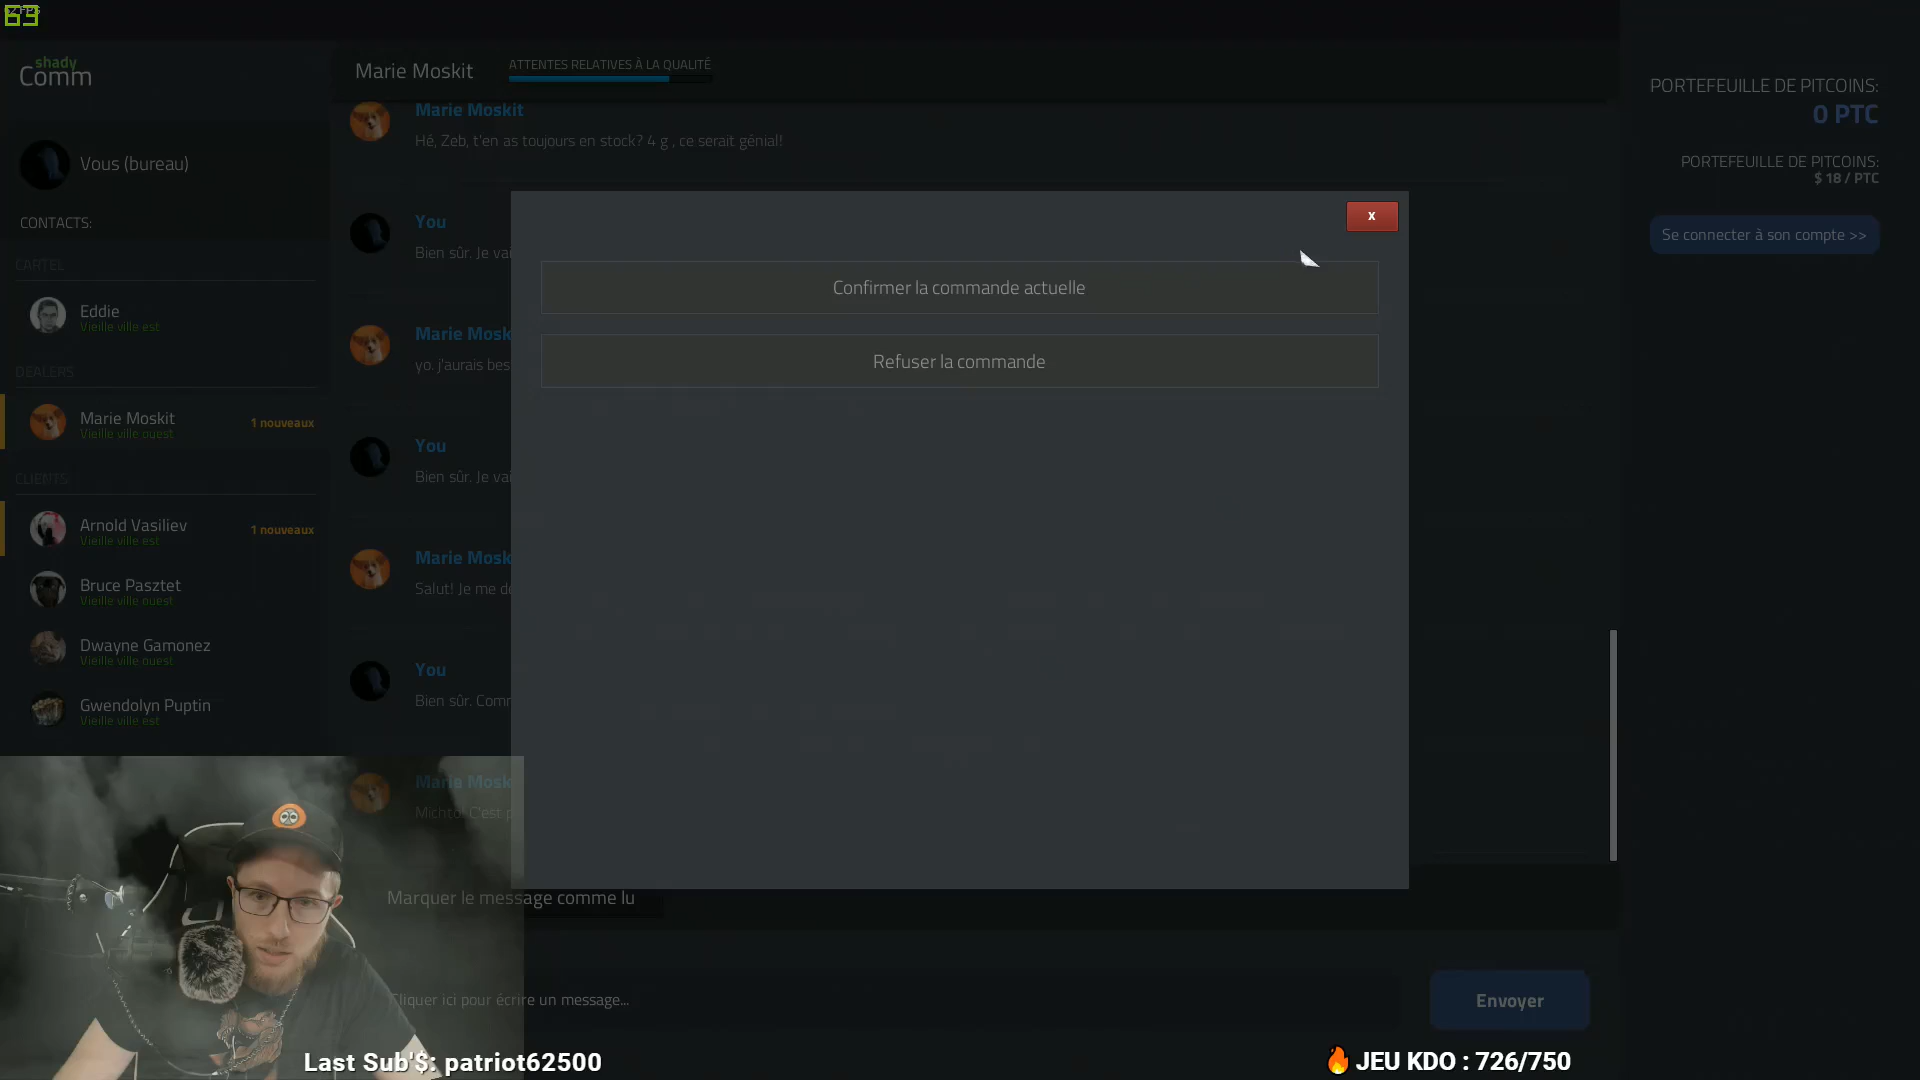 63
shady
Comm
Marie Moskit
ATTENTES RELATIVES À LA QUALITÉ
PORTEFEUILLE DE PITCOINS:
0 PTC
PORTEFEUILLE DE PITCOINS:
$ 18 / PTC
Se connecter à son compte >>
Vous (bureau)
CONTACTS:
CARTEL
Eddie
Vieille ville est
DEALERS
Marie Moskit
Vieille ville ouest
1 nouveaux
CLIENTS
Arnold Vasiliev
Vieille ville est
1 nouveaux
Bruce Pasztet
Vieille ville ouest
Dwayne Gamonez
Vieille ville ouest
Gwendolyn Puptin
Vieille ville est
Marie Moskit
Hé, Zeb, t'en as toujours en stock? 4 g , ce serait génial!
You
Bien sûr. Je vai
Marie Mosk
yo. j'aurais bes
You
Bien sûr. Je vai
Marie Mosk
Salut! Je me d
You
Bien sûr. Com
Marie Mosk
Michto! C'est p
x
Confirmer la commande actuelle
Refuser la commande
Marquer le message comme lu
Cliquer ici pour écrire un message...
Envoyer
Last Sub'$: patriot62500
JEU KDO : 726/750